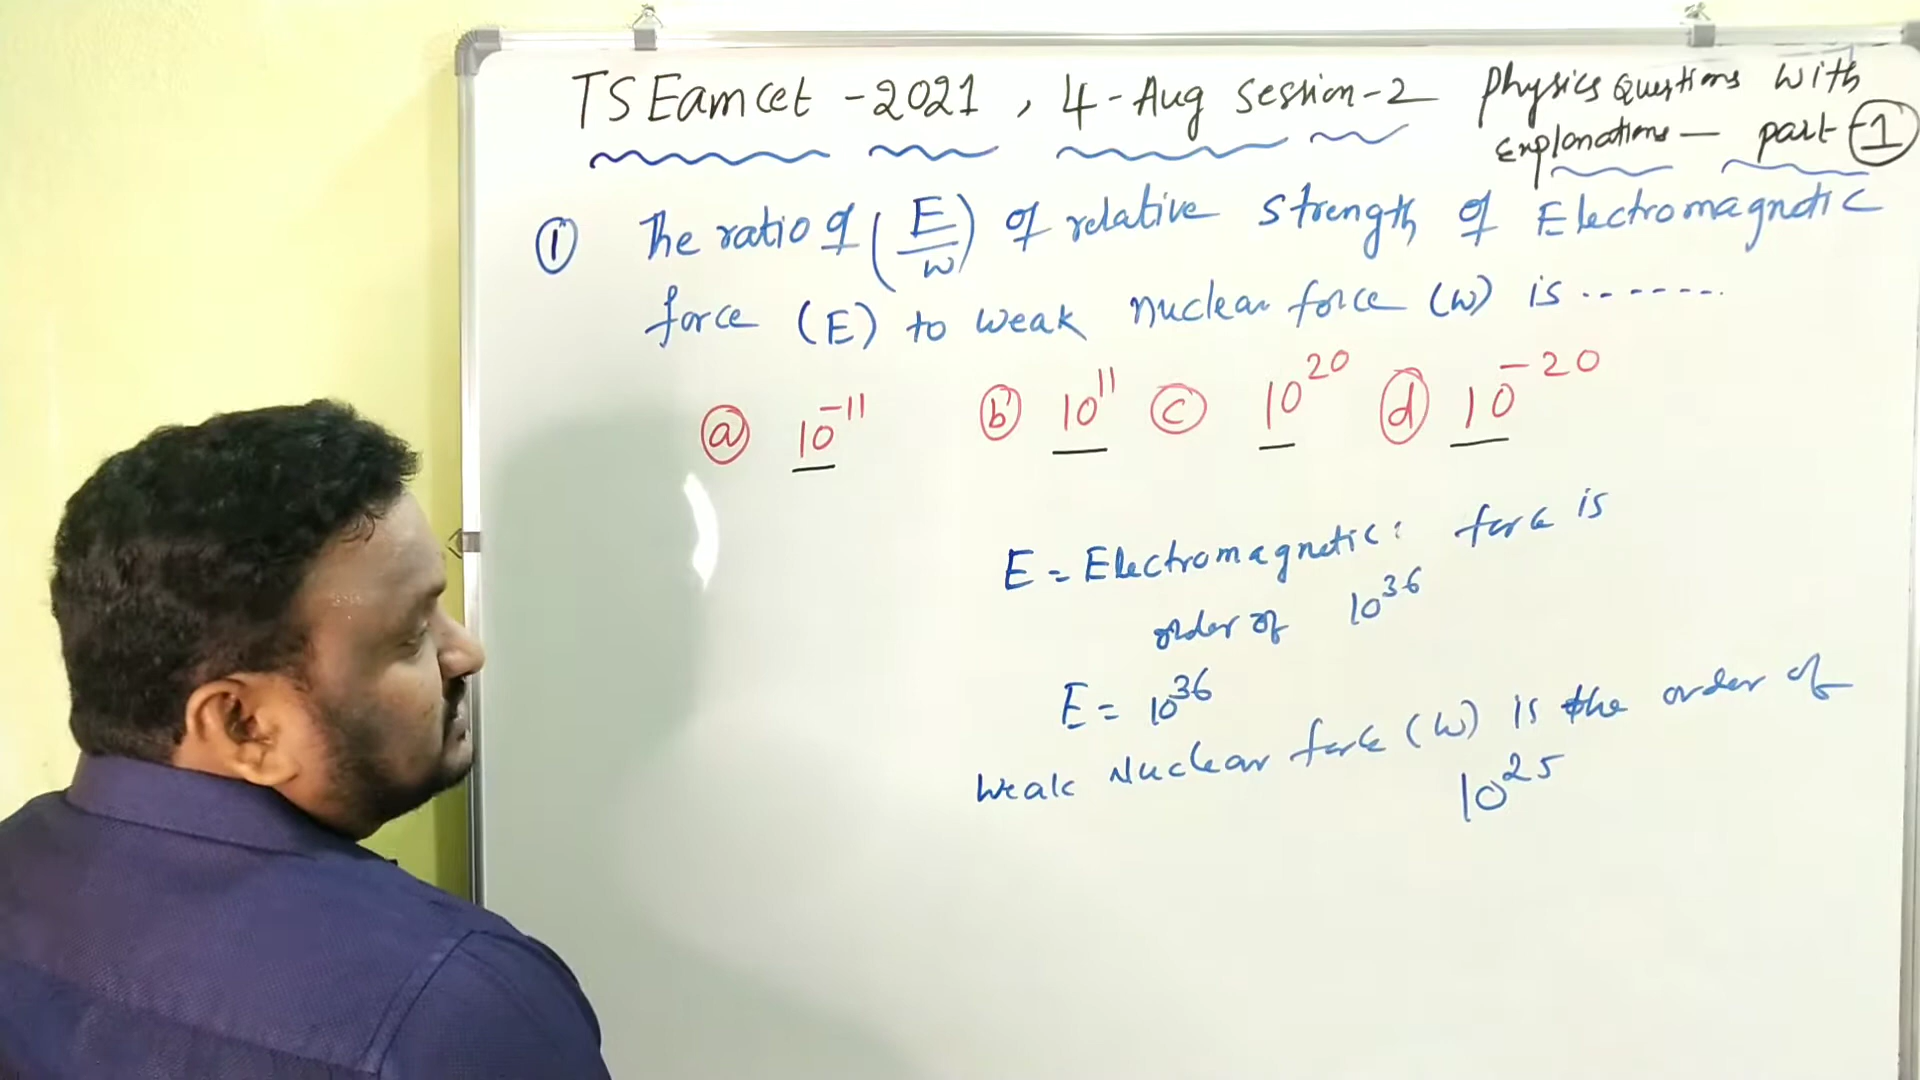 TS Eamcet - 2021 , 4 - Aug Session - 2 Physics Questions with
explanations — part - 1
① The ratio of (E/W) of relative strength of Electromagnetic
force (E) to weak nuclear force (W) is .......
ⓐ 10⁻¹¹ ⓑ 10¹¹ ⓒ 10²⁰ ⓓ 10⁻²⁰
E = Electromagnetic: force is
order of 10³⁶
E = 10³⁶
Weak Nuclear force (W) is the order of
10²⁵